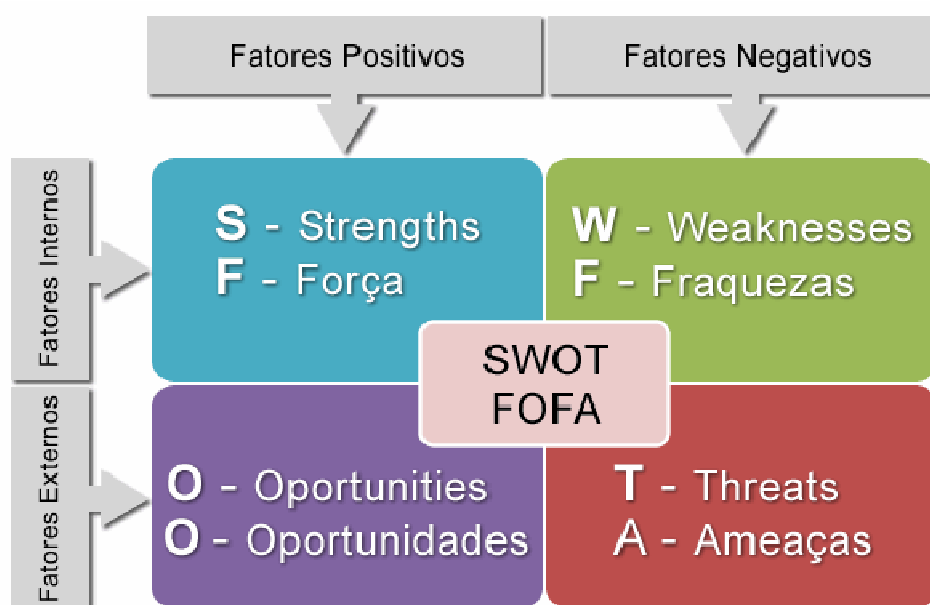 Fatores Positivos
Fatores Negativos
Fatores Internos
S - Strengths
F - Força
W - Weaknesses
F - Fraquezas
SWOT
FOFA
Fatores Externos
O - Oportunities
O - Oportunidades
T - Threats
A - Ameaças